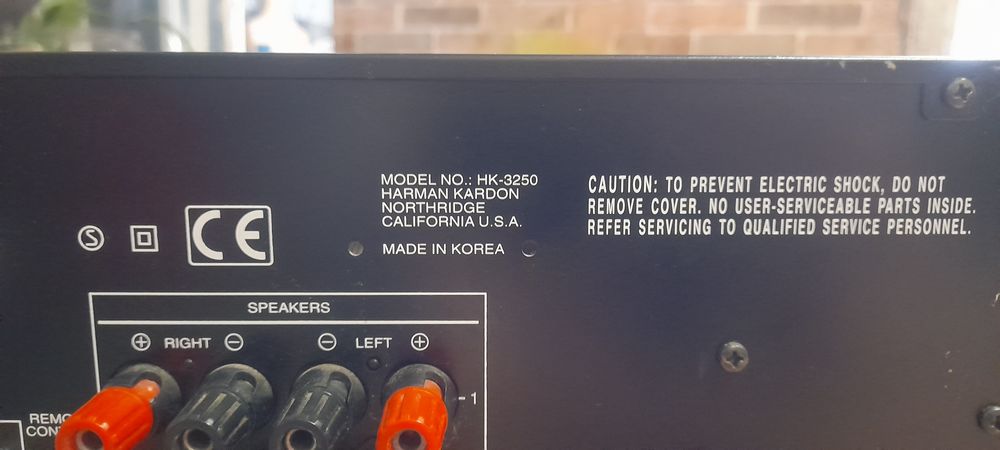 MODEL NO.: HK-3250
HARMAN KARDON
NORTHRIDGE
CALIFORNIA U.S.A.
MADE IN KOREA
CAUTION: TO PREVENT ELECTRIC SHOCK, DO NOT
REMOVE COVER. NO USER-SERVICEABLE PARTS INSIDE.
REFER SERVICING TO QUALIFIED SERVICE PERSONNEL.
S
CE
SPEAKERS
+ RIGHT − − LEFT +
1